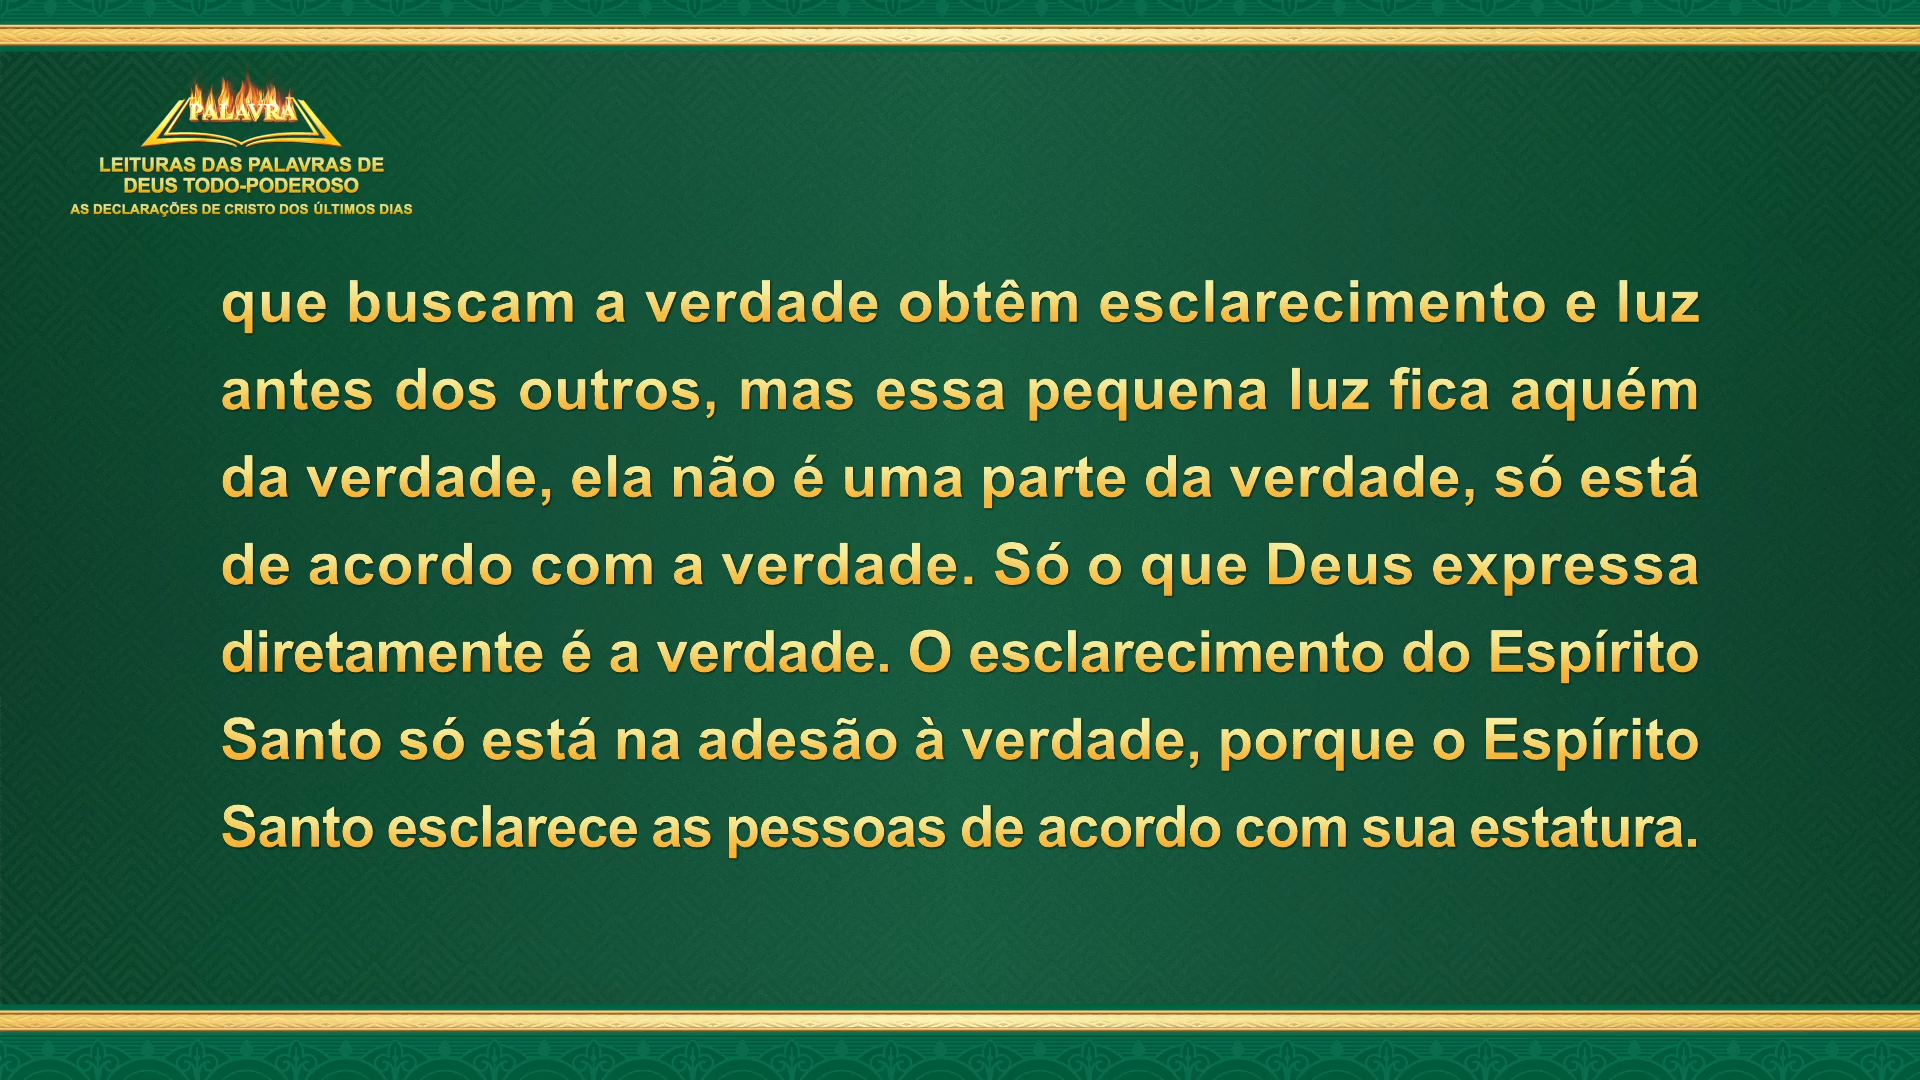 PALAVRA
LEITURAS DAS PALAVRAS DE
DEUS TODO-PODEROSO
AS DECLARAÇÕES DE CRISTO DOS ÚLTIMOS DIAS
que buscam a verdade obtêm esclarecimento e luz
antes dos outros, mas essa pequena luz fica aquém
da verdade, ela não é uma parte da verdade, só está
de acordo com a verdade. Só o que Deus expressa
diretamente é a verdade. O esclarecimento do Espírito
Santo só está na adesão à verdade, porque o Espírito
Santo esclarece as pessoas de acordo com sua estatura.